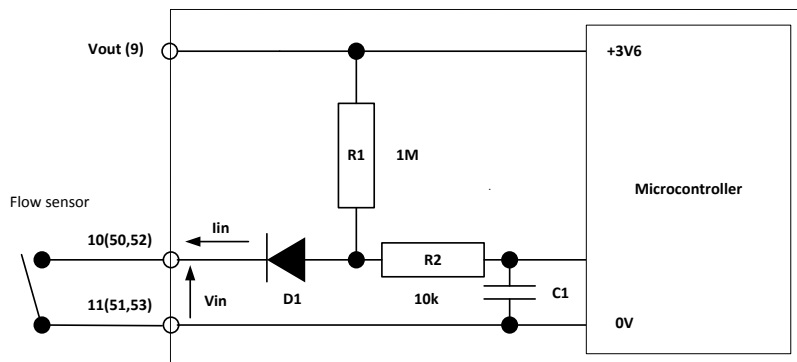 Vout (9)
+3V6
R1
1M
Microcontroller
Flow sensor
10(50,52)
Iin
R2
11(51,53)
Vin
D1
10k
C1
0V